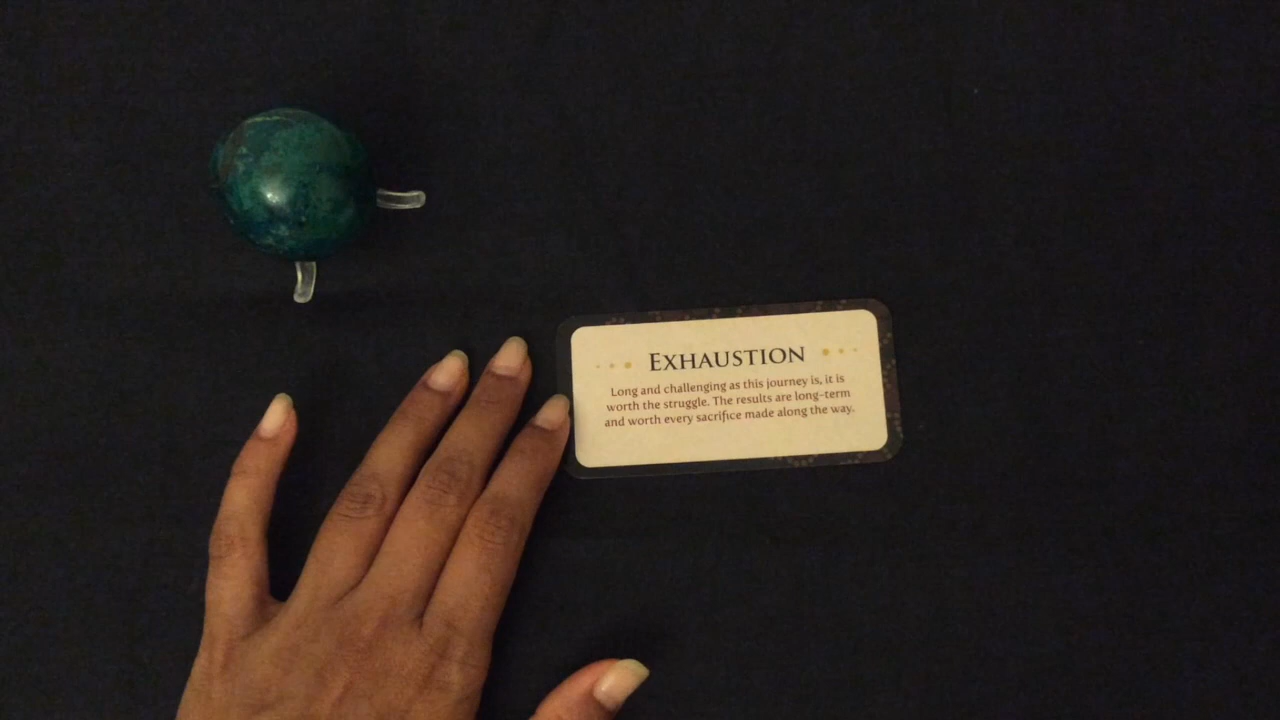 EXHAUSTION
Long and challenging as this journey is, it is
worth the struggle. The results are long-term
and worth every sacrifice made along the way.